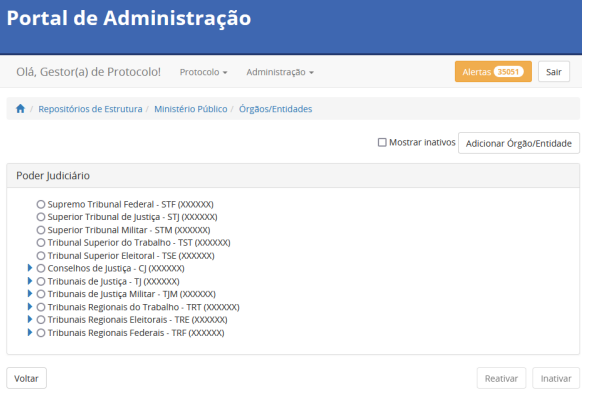 Portal de Administração
Olá, Gestor(a) de Protocolo! Protocolo Administração Alertas 35051 Sair
/ Repositórios de Estrutura / Ministério Público / Órgãos/Entidades
Mostrar inativos Adicionar Órgão/Entidade
Poder Judiciário
Supremo Tribunal Federal - STF (XXXXXX)
Superior Tribunal de Justiça - STJ (XXXXXX)
Superior Tribunal Militar - STM (XXXXXX)
Tribunal Superior do Trabalho - TST (XXXXXX)
Tribunal Superior Eleitoral - TSE (XXXXXX)
Conselhos de Justiça - CJ (XXXXXX)
Tribunais de Justiça - TJ (XXXXXX)
Tribunais de Justiça Militar - TJM (XXXXXX)
Tribunais Regionais do Trabalho - TRT (XXXXXX)
Tribunais Regionais Eleitorais - TRE (XXXXXX)
Tribunais Regionais Federais - TRF (XXXXXX)
Voltar Reativar Inativar